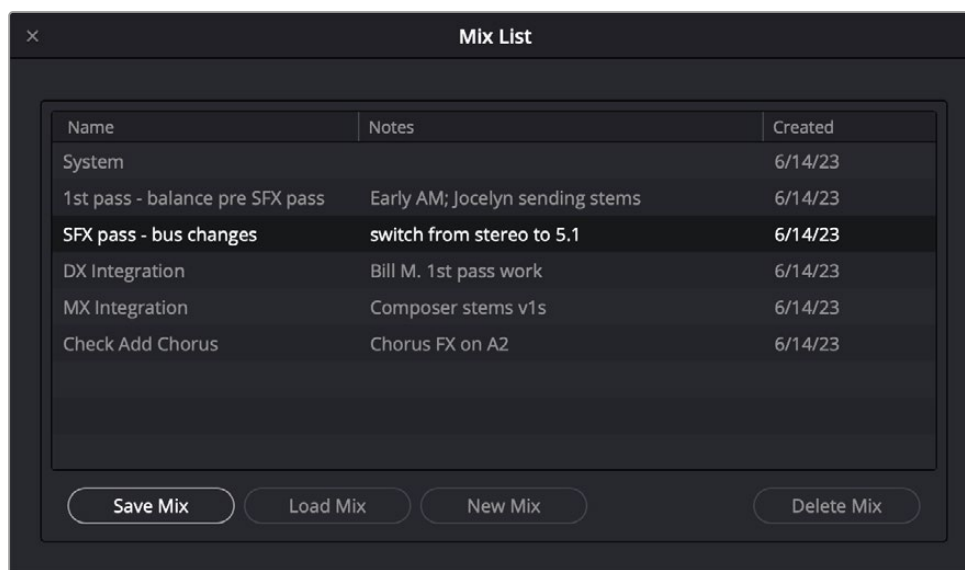 Mix List
Name Notes Created
System 6/14/23
1st pass - balance pre SFX pass Early AM; Jocelyn sending stems 6/14/23
SFX pass - bus changes switch from stereo to 5.1 6/14/23
DX Integration Bill M. 1st pass work 6/14/23
MX Integration Composer stems v1s 6/14/23
Check Add Chorus Chorus FX on A2 6/14/23
Save Mix Load Mix New Mix Delete Mix